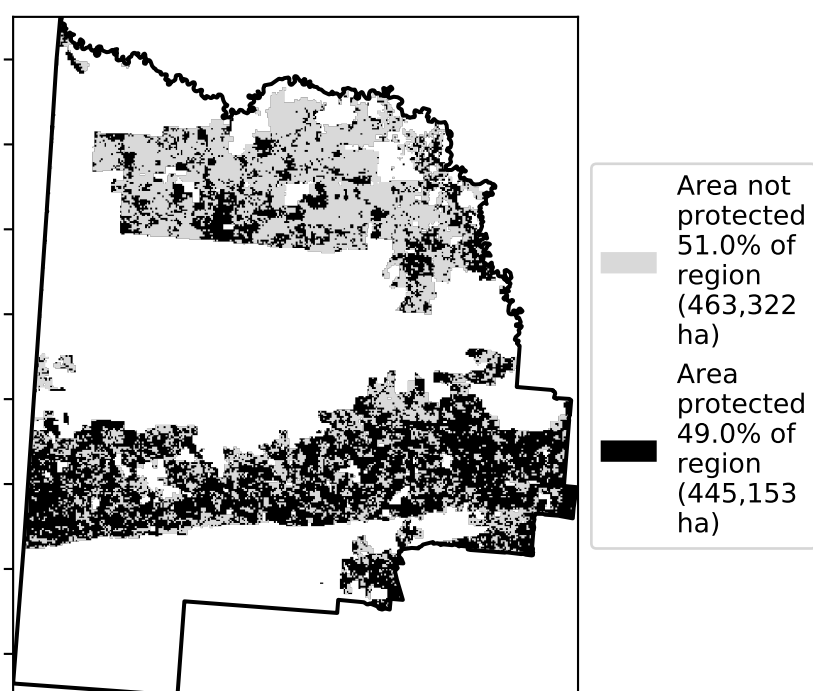 Area not
protected
51.0% of
region
(463,322
ha)
Area
protected
49.0% of
region
(445,153
ha)